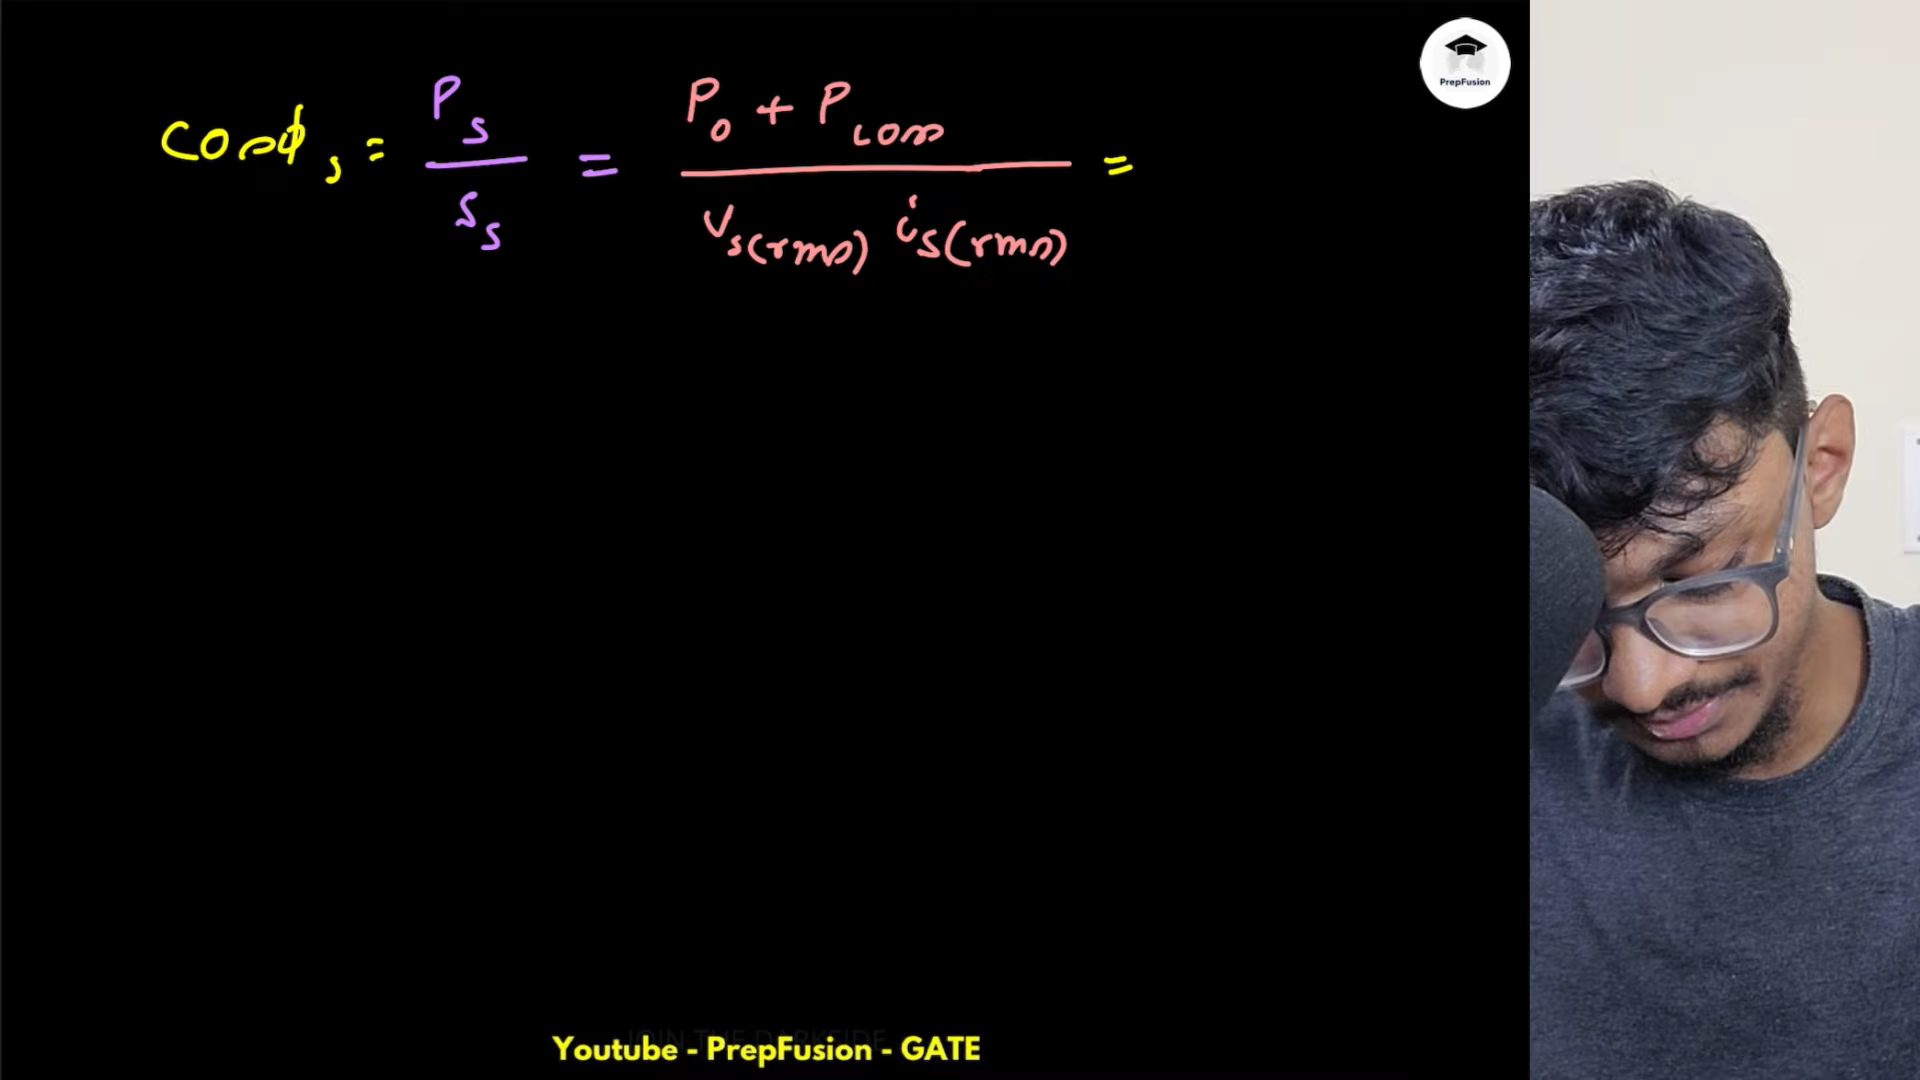 PrepFusion
cosϕs = Ps/Ss = (Po + PLoss)/(Vs(rms) is(rms)) =
Youtube - PrepFusion - GATE